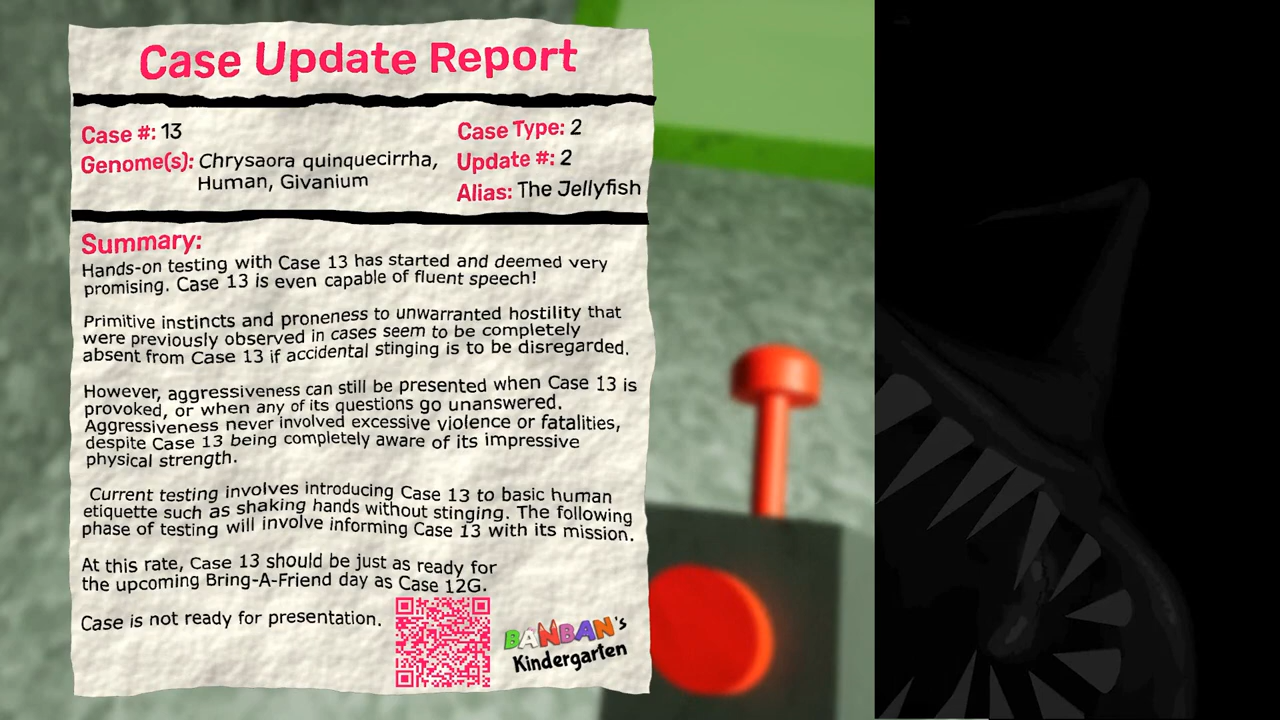 Case Update Report
Case #: 13
Genome(s): Chrysaora quinquecirrha,
Human, Givanium
Case Type: 2
Update #: 2
Alias: The Jellyfish
Summary:
Hands-on testing with Case 13 has started and deemed very
promising. Case 13 is even capable of fluent speech!
Primitive instincts and proneness to unwarranted hostility that
were previously observed in cases seem to be completely
absent from Case 13 if accidental stinging is to be disregarded.
However, aggressiveness can still be presented when Case 13 is
provoked, or when any of its questions go unanswered.
Aggressiveness never involved excessive violence or fatalities,
despite Case 13 being completely aware of its impressive
physical strength.
Current testing involves introducing Case 13 to basic human
etiquette such as shaking hands without stinging. The following
phase of testing will involve informing Case 13 with its mission.
At this rate, Case 13 should be just as ready for
the upcoming Bring-A-Friend day as Case 12G.
Case is not ready for presentation.
BANBAN's
Kindergarten